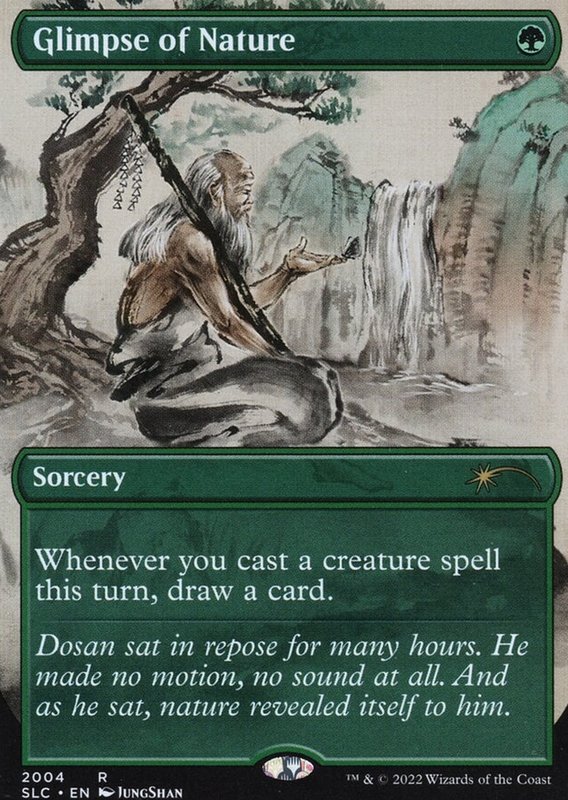 Glimpse of Nature
Sorcery
Whenever you cast a creature spell
this turn, draw a card.
Dosan sat in repose for many hours. He
made no motion, no sound at all. And
as he sat, nature revealed itself to him.
2004 R
SLC • EN JUNGSHAN
™ & © 2022 Wizards of the Coast